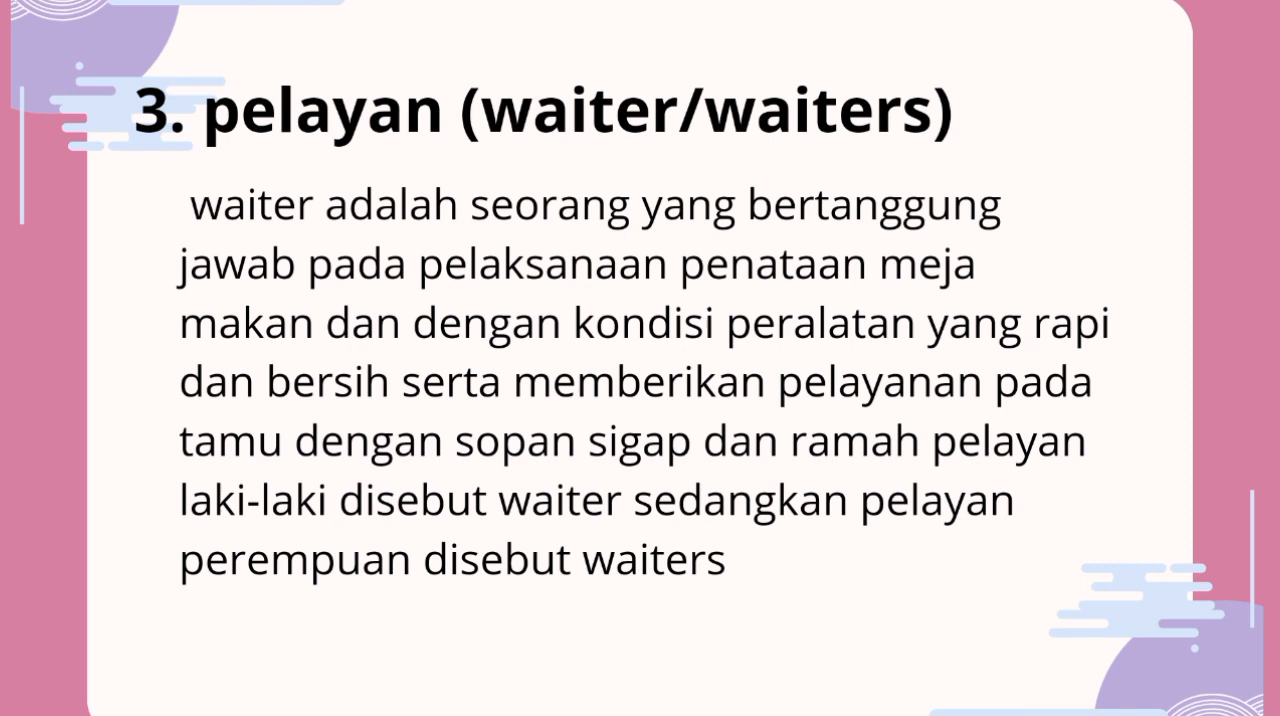 3. pelayan (waiter/waiters)
waiter adalah seorang yang bertanggung
jawab pada pelaksanaan penataan meja
makan dan dengan kondisi peralatan yang rapi
dan bersih serta memberikan pelayanan pada
tamu dengan sopan sigap dan ramah pelayan
laki-laki disebut waiter sedangkan pelayan
perempuan disebut waiters